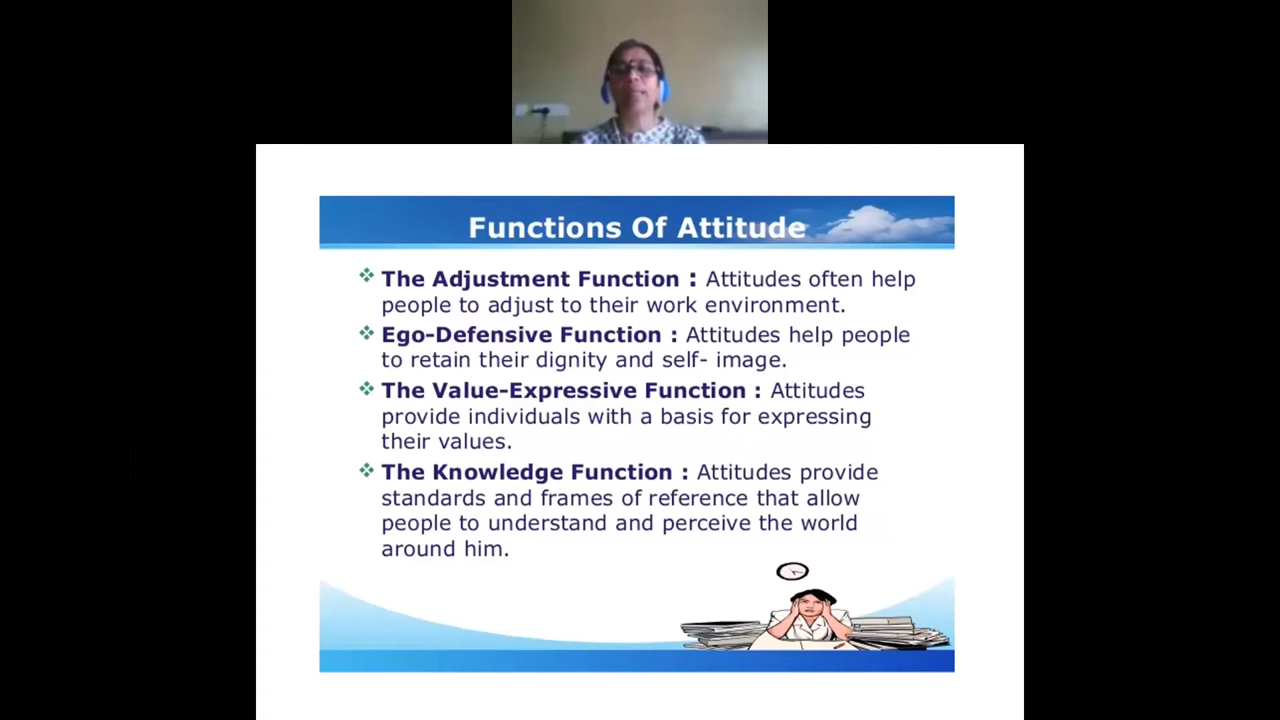 Functions Of Attitude
The Adjustment Function : Attitudes often help
people to adjust to their work environment.
Ego-Defensive Function : Attitudes help people
to retain their dignity and self- image.
The Value-Expressive Function : Attitudes
provide individuals with a basis for expressing
their values.
The Knowledge Function : Attitudes provide
standards and frames of reference that allow
people to understand and perceive the world
around him.